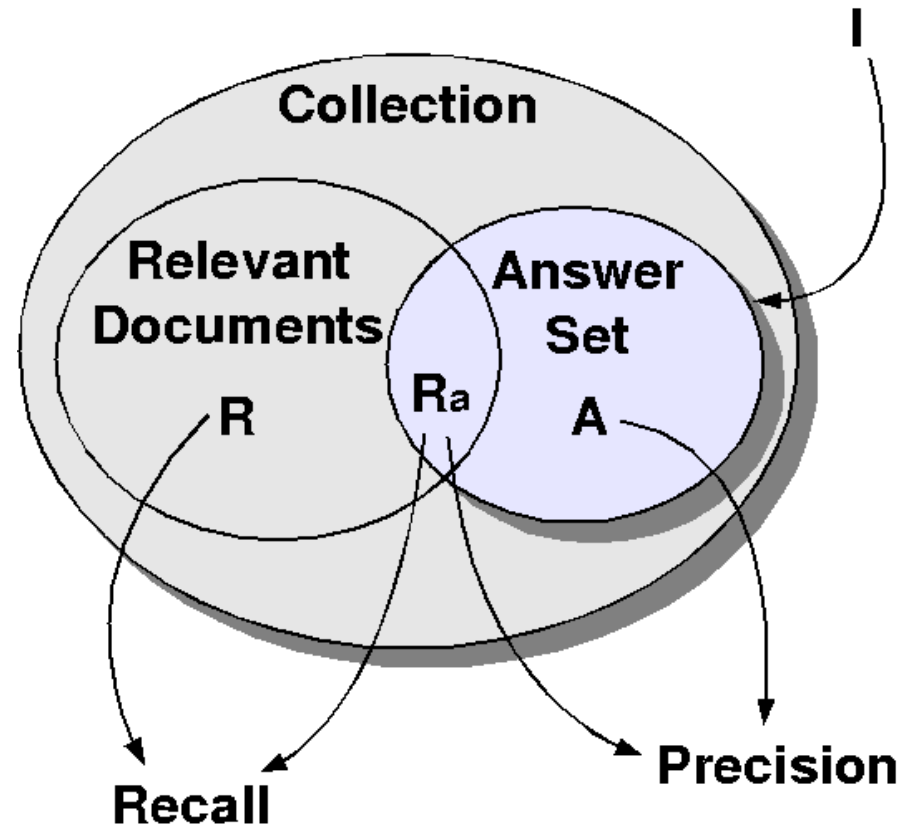 I
Collection
Relevant
Documents
Answer
Set
R
Ra
A
Recall
Precision